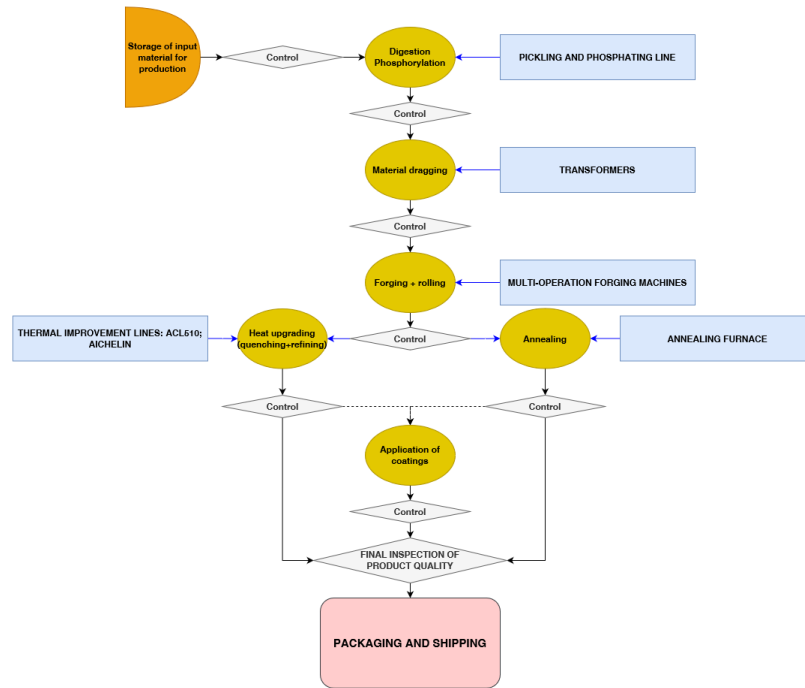 Storage of input
material for
production
Control
Digestion
Phosphorylation
PICKLING AND PHOSPHATING LINE
Control
Material dragging
TRANSFORMERS
Control
Forging + rolling
MULTI-OPERATION FORGING MACHINES
THERMAL IMPROVEMENT LINES: ACL510;
AICHELIN
Heat upgrading
(quenching+refining)
Control
Annealing
ANNEALING FURNACE
Control
Control
Application of
coatings
Control
FINAL INSPECTION OF
PRODUCT QUALITY
PACKAGING AND SHIPPING